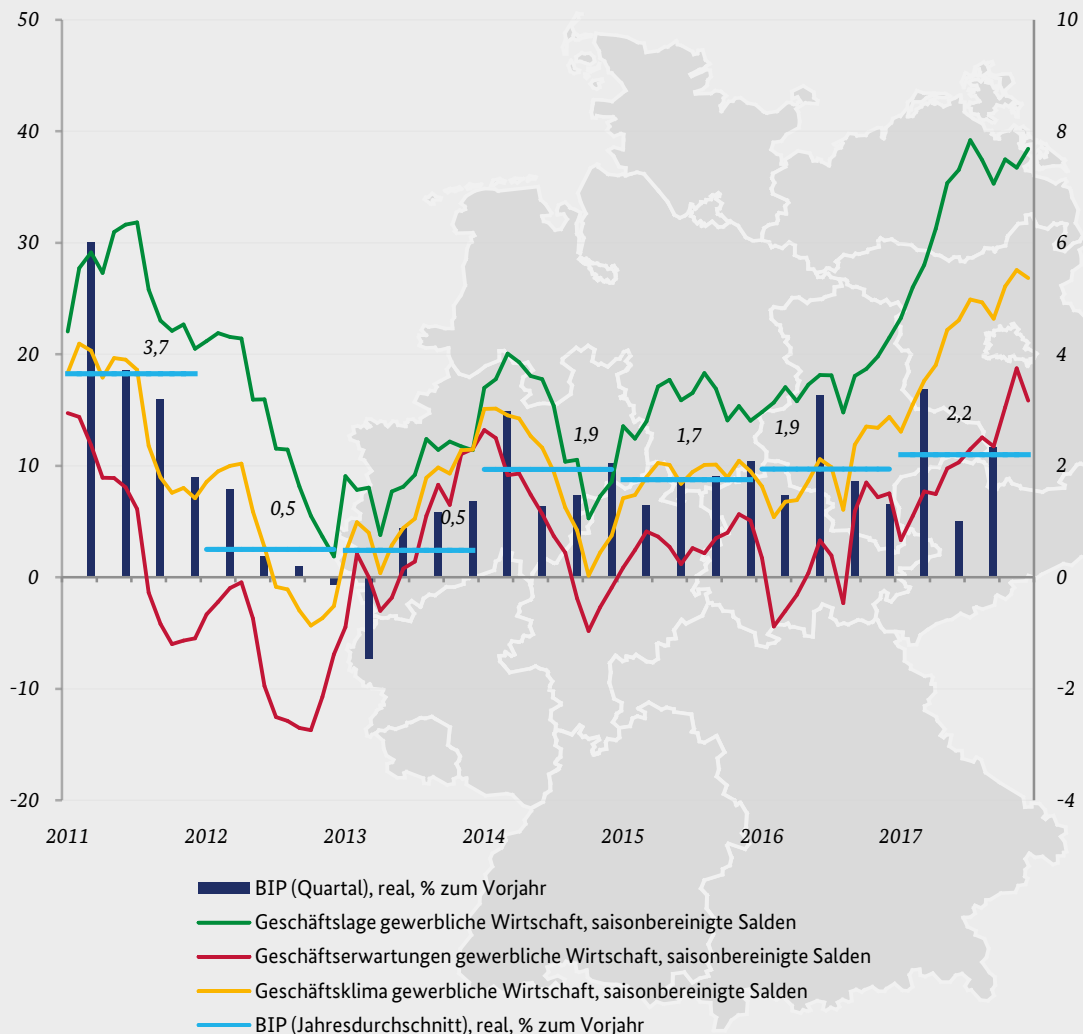 50 10
40 8
30 6
20 4
10 2
0 0
-10 -2
-20 -4
3,7
0,5
0,5
1,9
1,7
1,9
2,2
2011 2012 2013 2014 2015 2016 2017
BIP (Quartal), real, % zum Vorjahr
Geschäftslage gewerbliche Wirtschaft, saisonbereinigte Salden
Geschäftserwartungen gewerbliche Wirtschaft, saisonbereinigte Salden
Geschäftsklima gewerbliche Wirtschaft, saisonbereinigte Salden
BIP (Jahresdurchschnitt), real, % zum Vorjahr